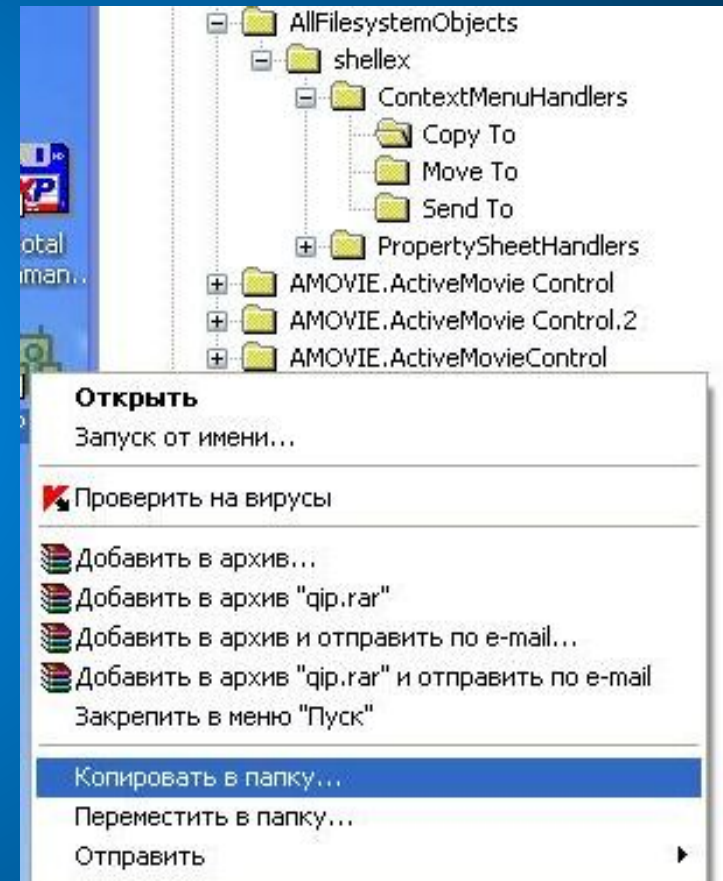 AllFilesystemObjects
shellex
ContextMenuHandlers
Copy To
Move To
Send To
PropertySheetHandlers
AMOVIE.ActiveMovie Control
AMOVIE.ActiveMovie Control.2
AMOVIE.ActiveMovieControl
XP
otal
man..
Открыть
Запуск от имени...
Проверить на вирусы
Добавить в архив...
Добавить в архив "qip.rar"
Добавить в архив и отправить по e-mail...
Добавить в архив "qip.rar" и отправить по e-mail
Закрепить в меню "Пуск"
Копировать в папку...
Переместить в папку...
Отправить